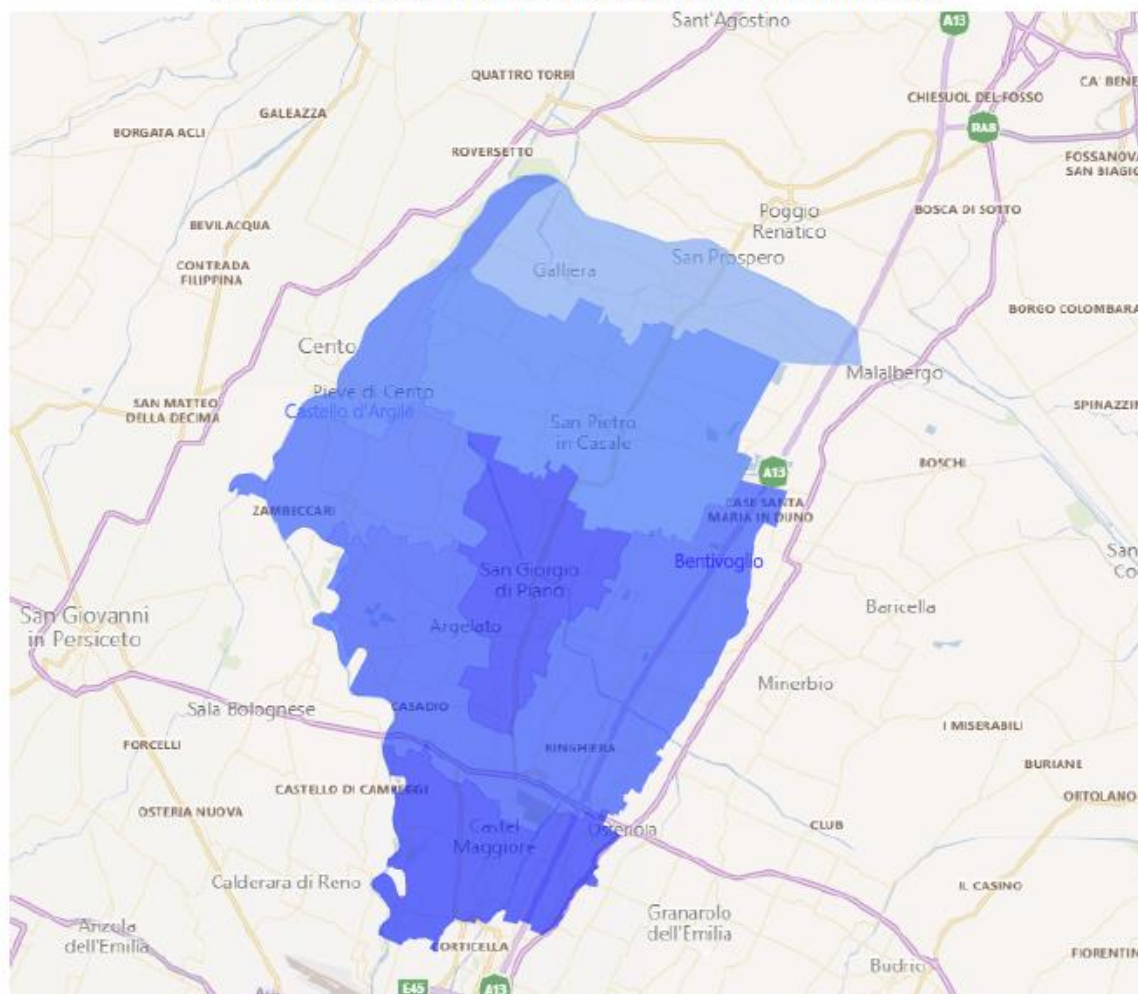 Sant'Agostino
A13
QUATTRO TORRI
CA' BENE
CHIESUOL DEL FOSSO
GALEAZZA
RA8
BORGATA ACLI
ROVERSETTO
FOSSANOVA
SAN BIAGIO
BOSCA DI SOTTO
Poggio
Renatico
BEVILACQUA
San Prospero
CONTRADA
FILIPPINA
Galliera
BORGO COLOMBARA
Cento
Malalbergo
Pieve di Cento
Castello d'Argile
SAN MATTEO
DELLA DECIMA
SPINAZZIN
San Pietro
in Casale
BOSCHI
A13
CASE SANTA
MARIA IN DUNO
ZAMBECCARI
Bentivoglio
San
Co
San Giorgio
di Piano
Baricella
San Giovanni
in Persiceto
Argelato
Minerbio
Sala Bolognese
CASADIO
I MISERABILI
FORCELLI
RINGHIERA
BURIANE
CASTELLO DI CAMPEGGI
ORTOLANO
OSTERIA NUOVA
Castel
Maggiore
Osteriola
CLUB
Calderara di Reno
IL CASINO
Granarolo
dell'Emilia
Anzola
dell'Emilia
CORTICELLA
FIORENTIN
Budrio
E45
A13